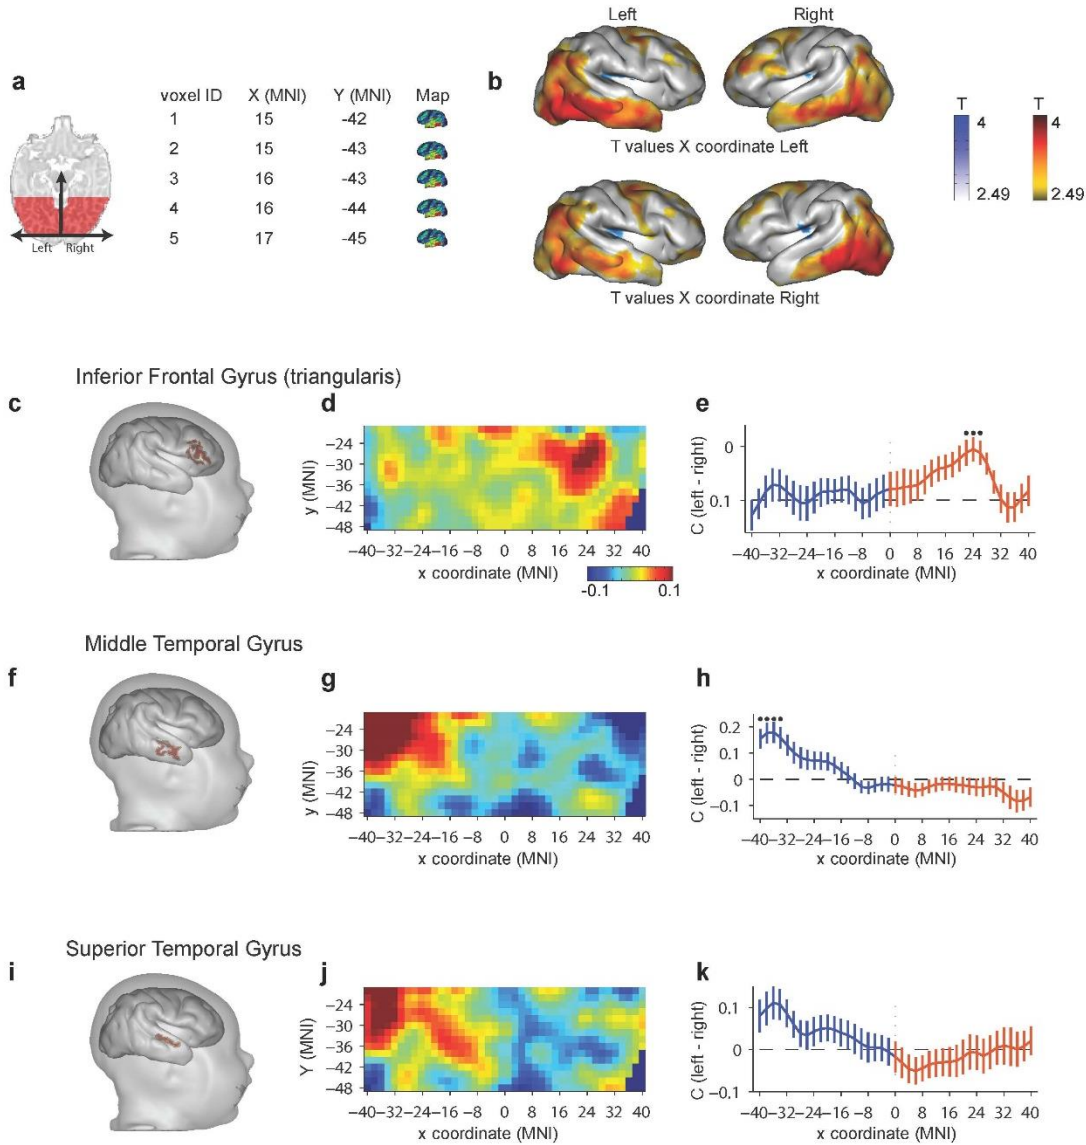 a
voxel ID X (MNI) Y (MNI) Map
1 15 -42
2 15 -43
3 16 -43
4 16 -44
5 17 -45
Left Right
b
Left Right
T values X coordinate Left
T values X coordinate Right
T T
4 4
2.49 2.49
Inferior Frontal Gyrus (triangularis)
c
d
y (MNI)
−24
−30
−36
−42
−48
−40−32−24−16 −8 0 8 16 24 32 40
x coordinate (MNI)
-0.1 0.1
e
C (left - right)
0
0.1
−40−32−24−16 −8 0 8 16 24 32 40
x coordinate (MNI)
Middle Temporal Gyrus
f
g
y (MNI)
−24
−30
−36
−42
−48
−40−32−24−16 −8 0 8 16 24 32 40
x coordinate (MNI)
h
C (left - right)
0.2
0.1
0
−0.1
−40−32−24−16 −8 0 8 16 24 32 40
x coordinate (MNI)
Superior Temporal Gyrus
i
j
Y (MNI)
−24
−30
−36
−42
−48
−40−32−24−16 −8 0 8 16 24 32 40
x coordinate (MNI)
k
C (left - right)
0.1
0
−0.1
−40−32−24−16 −8 0 8 16 24 32 40
x coordinate (MNI)